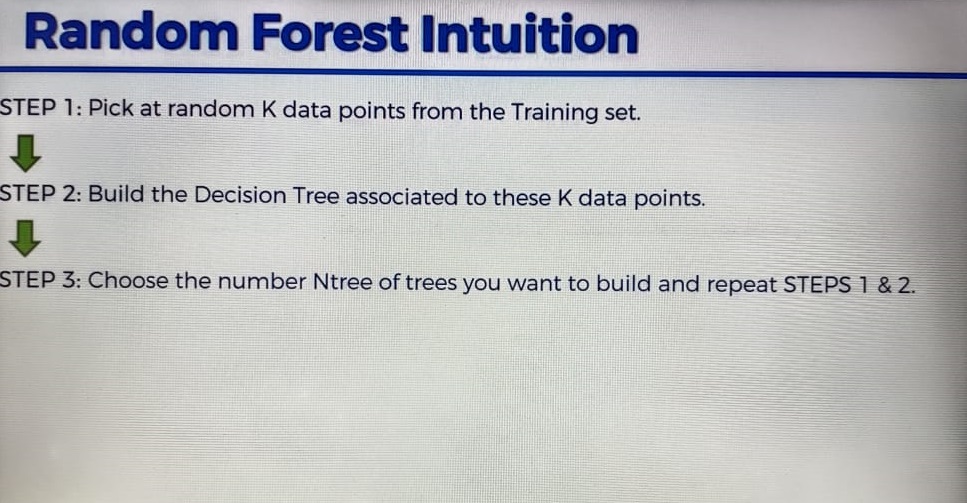 Random Forest Intuition
STEP 1: Pick at random K data points from the Training set.
STEP 2: Build the Decision Tree associated to these K data points.
STEP 3: Choose the number Ntree of trees you want to build and repeat STEPS 1 & 2.